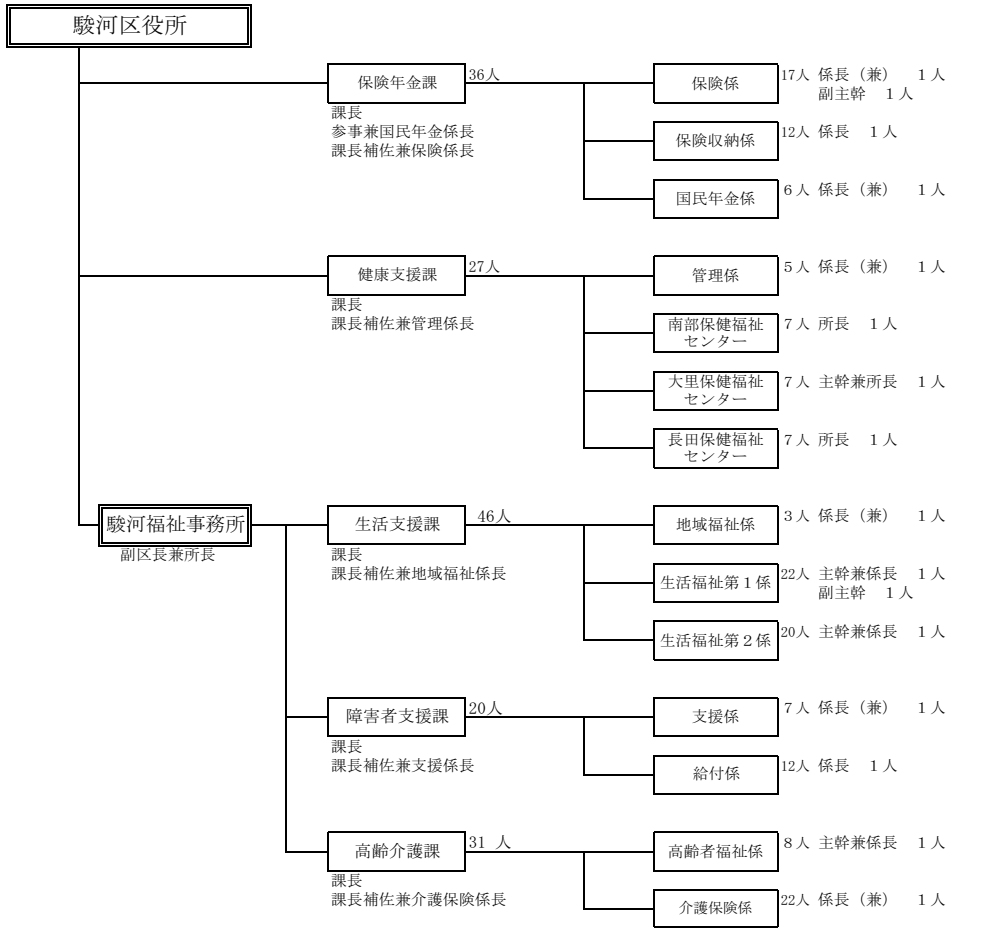 駿河区役所
保険年金課 36人
課長
参事兼国民年金係長
課長補佐兼保険係長
保険係 17人 係長（兼） １人
副主幹 １人
保険収納係 12人 係長 １人
国民年金係 ６人 係長（兼） １人
健康支援課 27人
課長
課長補佐兼管理係長
管理係 ５人 係長（兼） １人
南部保健福祉
センター ７人 所長 １人
大里保健福祉
センター ７人 主幹兼所長 １人
長田保健福祉
センター ７人 所長 １人
駿河福祉事務所
副区長兼所長
生活支援課 46人
課長
課長補佐兼地域福祉係長
地域福祉係 ３人 係長（兼） １人
生活福祉第１係 22人 主幹兼係長 １人
副主幹 １人
生活福祉第２係 20人 主幹兼係長 １人
障害者支援課 20人
課長
課長補佐兼支援係長
支援係 ７人 係長（兼） １人
給付係 12人 係長 １人
高齢介護課 31 人
課長
課長補佐兼介護保険係長
高齢者福祉係 ８人 主幹兼係長 １人
介護保険係 22人 係長（兼） １人